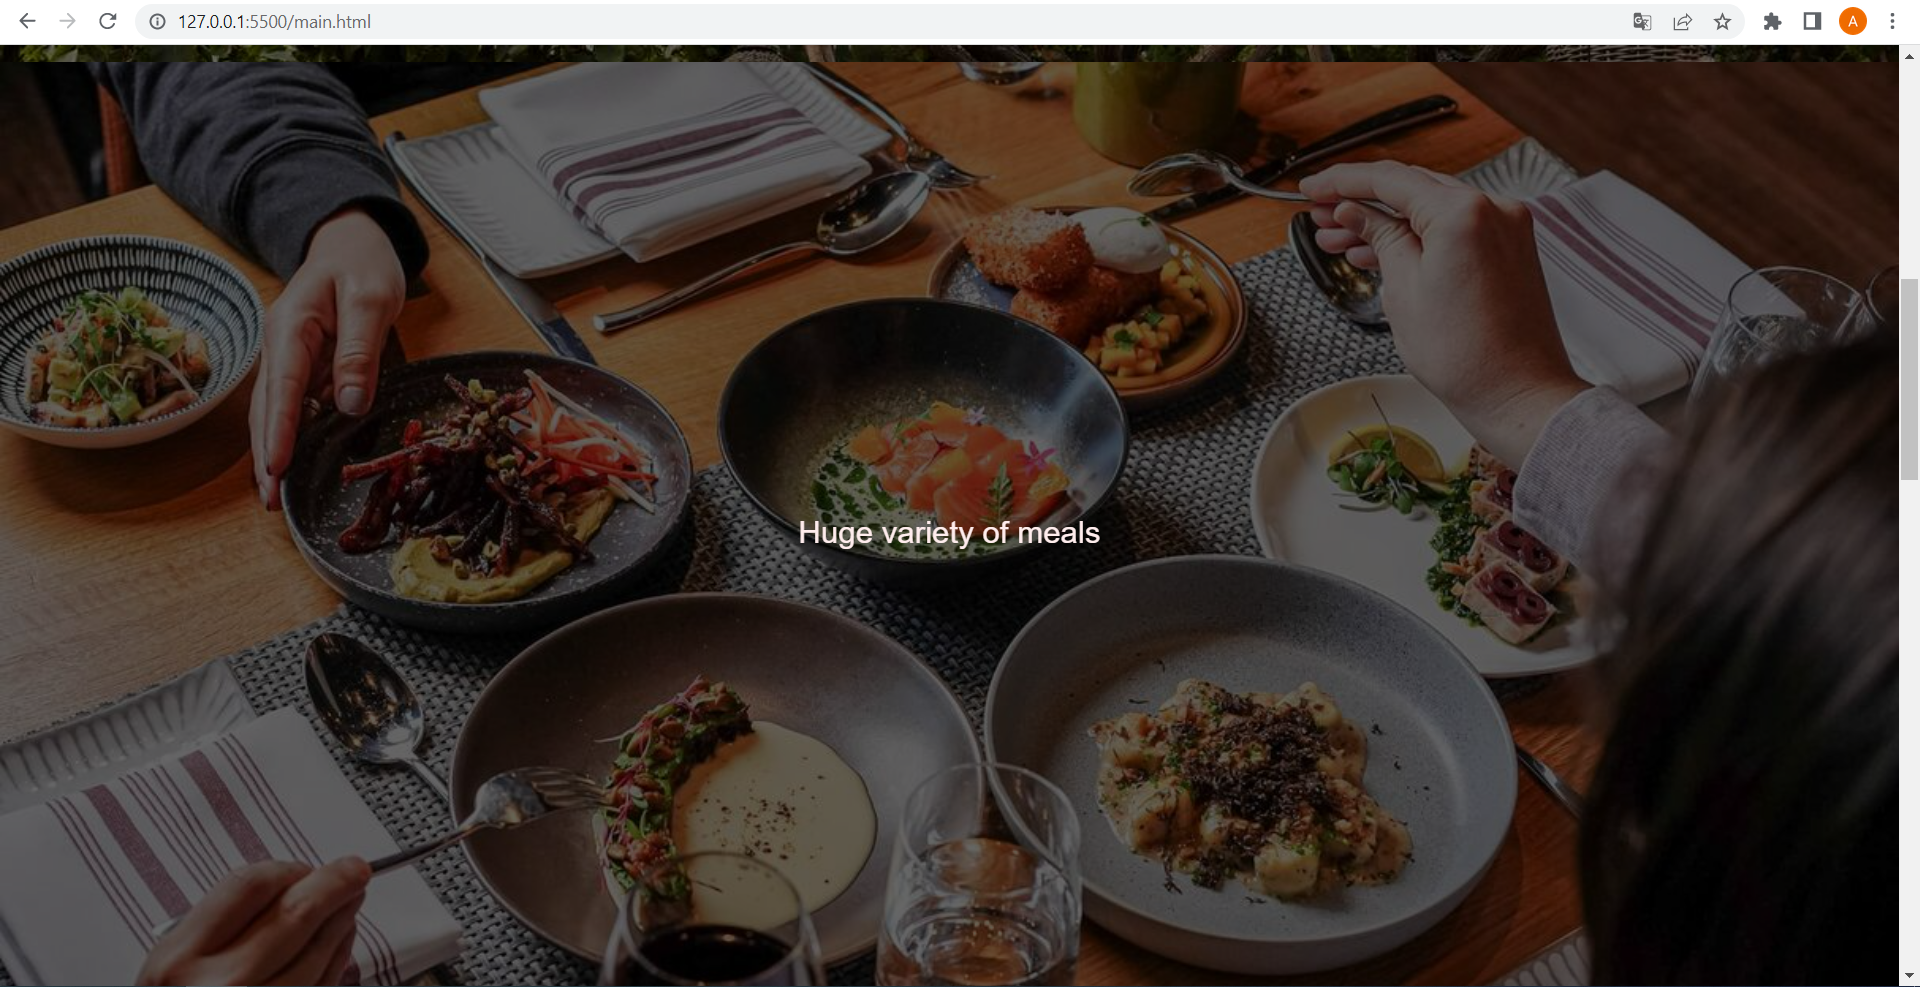 127.0.0.1:5500/main.html
A
Huge variety of meals